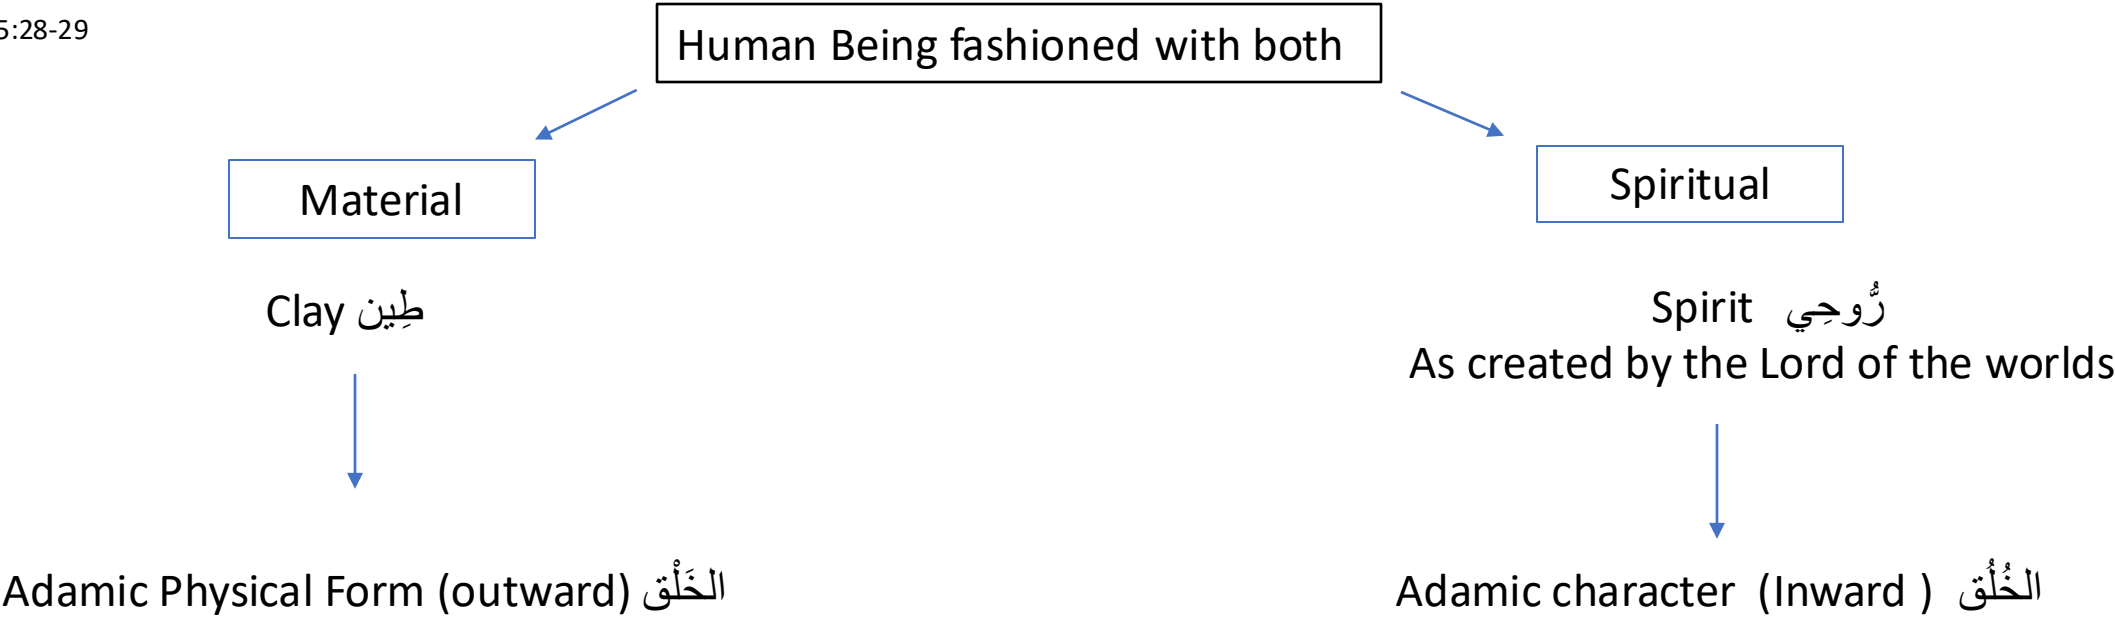 5:28-29
Human Being fashioned with both
Material
Spiritual
Clay طِين
Spirit رُّوحِي
As created by the Lord of the worlds
Adamic Physical Form (outward) الخَلْق
Adamic character (Inward ) الخُلُق